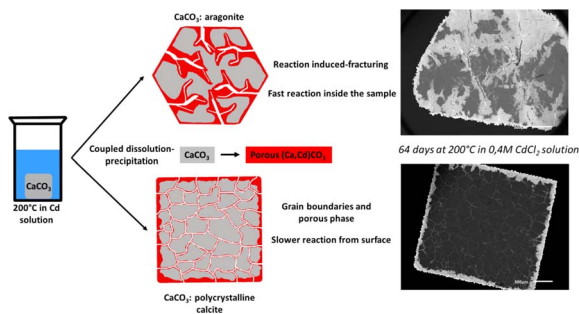 CaCO3: aragonite
Reaction induced-fracturing
Fast reaction inside the sample
Coupled dissolution-
precipitation
CaCO3
Porous (Ca,Cd)CO3
64 days at 200°C in 0,4M CdCl2 solution
CaCO3
200°C in Cd
solution
Grain boundaries and
porous phase
Slower reaction from surface
CaCO3: polycrystalline
calcite